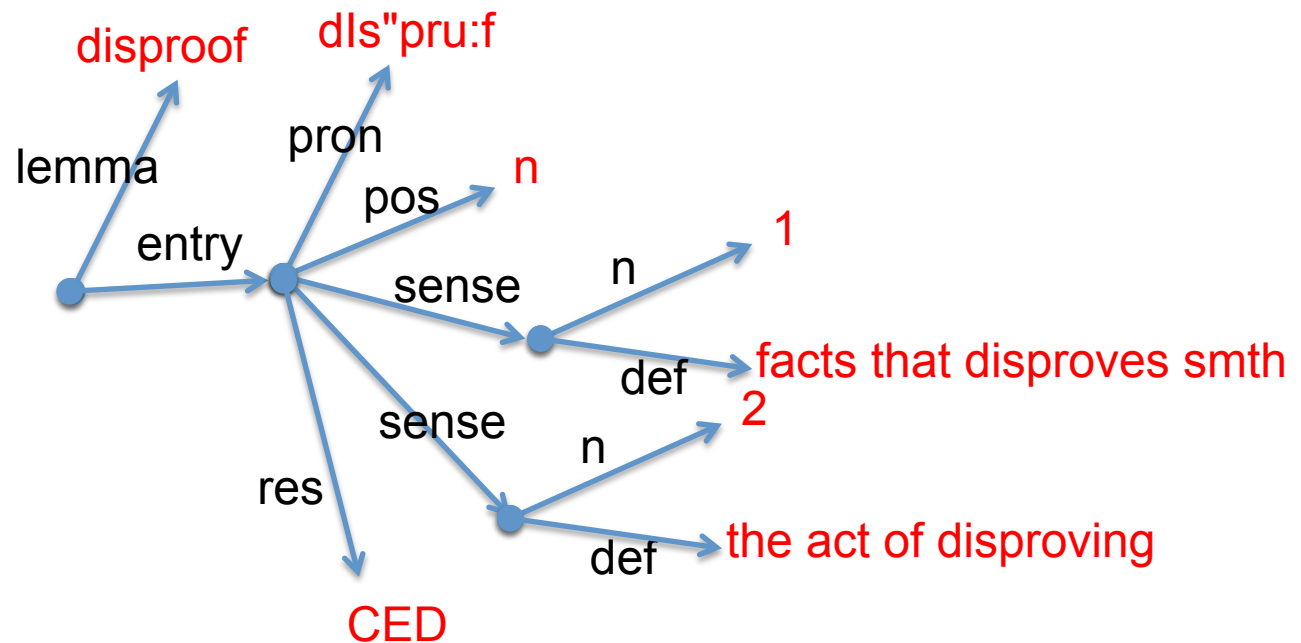 disproof
dIs"pru:f
lemma
pron
n
pos
entry
1
n
sense
facts that disproves smth
def
2
sense
n
res
the act of disproving
def
CED